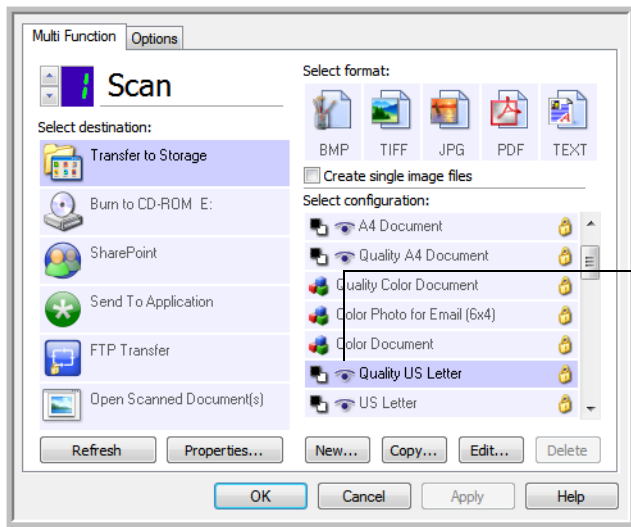 Multi Function
Options
1
Scan
Select destination:
Transfer to Storage
Burn to CD-ROM E:
SharePoint
Send To Application
FTP Transfer
Open Scanned Document(s)
Refresh
Properties...
Select format:
BMP TIFF JPG PDF TEXT
Create single image files
Select configuration:
A4 Document
Quality A4 Document
Quality Color Document
Color Photo for Email (6x4)
Color Document
Quality US Letter
US Letter
New... Copy... Edit... Delete
OK Cancel Apply Help